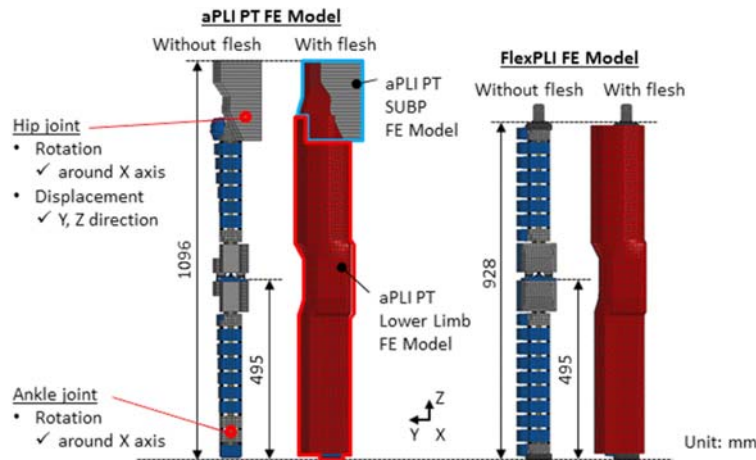 aPLI PT FE Model
Without flesh
With flesh
aPLI PT
SUBP
FE Model
Hip joint
• Rotation
✓ around X axis
• Displacement
✓ Y, Z direction
1096
495
aPLI PT
Lower Limb
FE Model
Ankle joint
• Rotation
✓ around X axis
Z
Y
X
FlexPLI FE Model
Without flesh
With flesh
928
495
Unit: mm